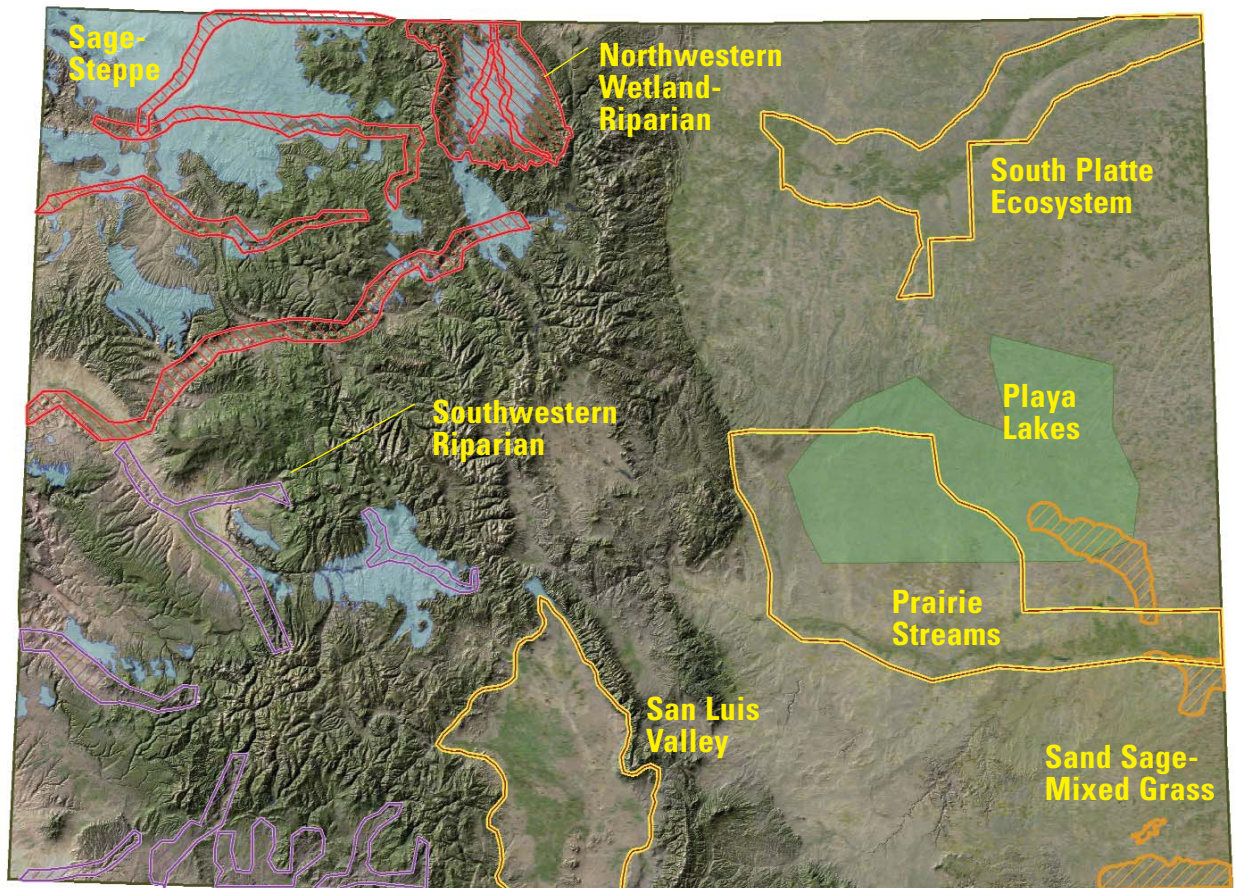 Sage-
Steppe
Northwestern
Wetland-
Riparian
South Platte
Ecosystem
Playa
Lakes
Southwestern
Riparian
Prairie
Streams
San Luis
Valley
Sand Sage-
Mixed Grass